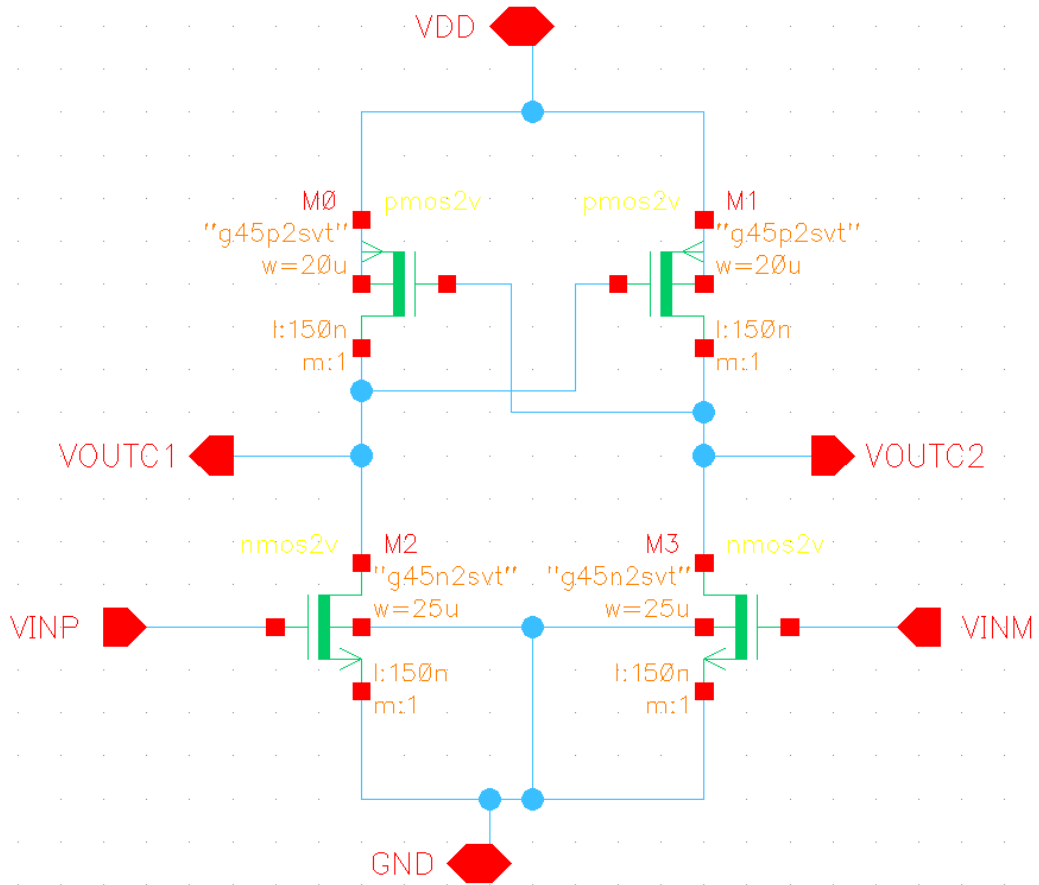 VDD
M0
pmos2v
pmos2v
M1
"g45p2svt"
"g45p2svt"
w=20u
w=20u
l:150n
l:150n
m:1
m:1
VOUTC1
VOUTC2
nmos2v
M2
M3
nmos2v
"g45n2svt"
"g45n2svt"
w=25u
w=25u
VINP
VINM
l:150n
l:150n
m:1
m:1
GND